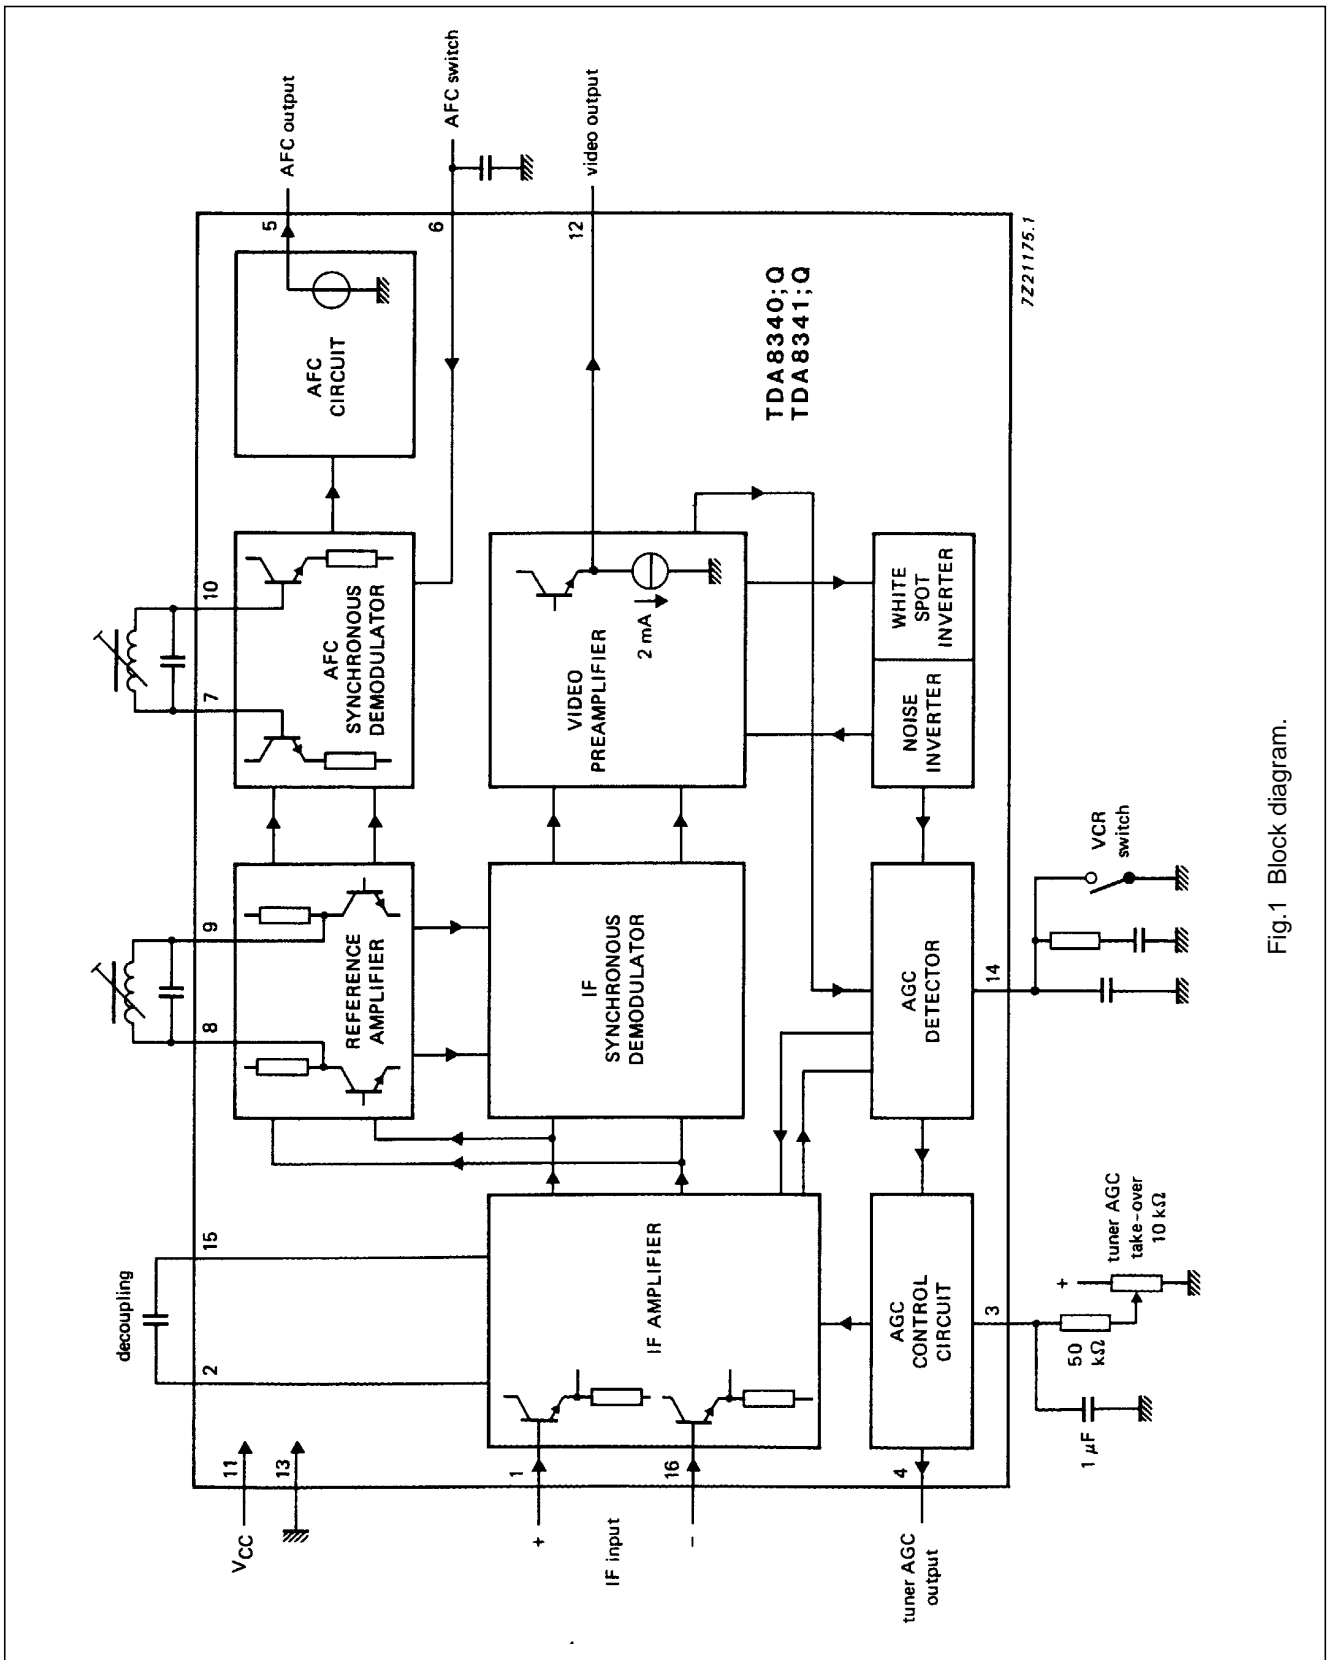 decoupling
2
15
8
9
7
10
AFC output
5
AFC switch
6
video output
12
VCC
11
13
REFERENCE
AMPLIFIER
AFC
SYNCHRONOUS
DEMODULATOR
AFC
CIRCUIT
+
1
IF input
16
−
IF AMPLIFIER
IF
SYNCHRONOUS
DEMODULATOR
VIDEO
PREAMPLIFIER
2 mA
TDA8340;Q
TDA8341;Q
tuner AGC
output
4
AGC
CONTROL
CIRCUIT
AGC
DETECTOR
NOISE
INVERTER
WHITE
SPOT
INVERTER
3
14
7Z21175.1
1 µF
50
kΩ
+
tuner AGC
take-over
10 kΩ
VCR
switch
Fig.1 Block diagram.